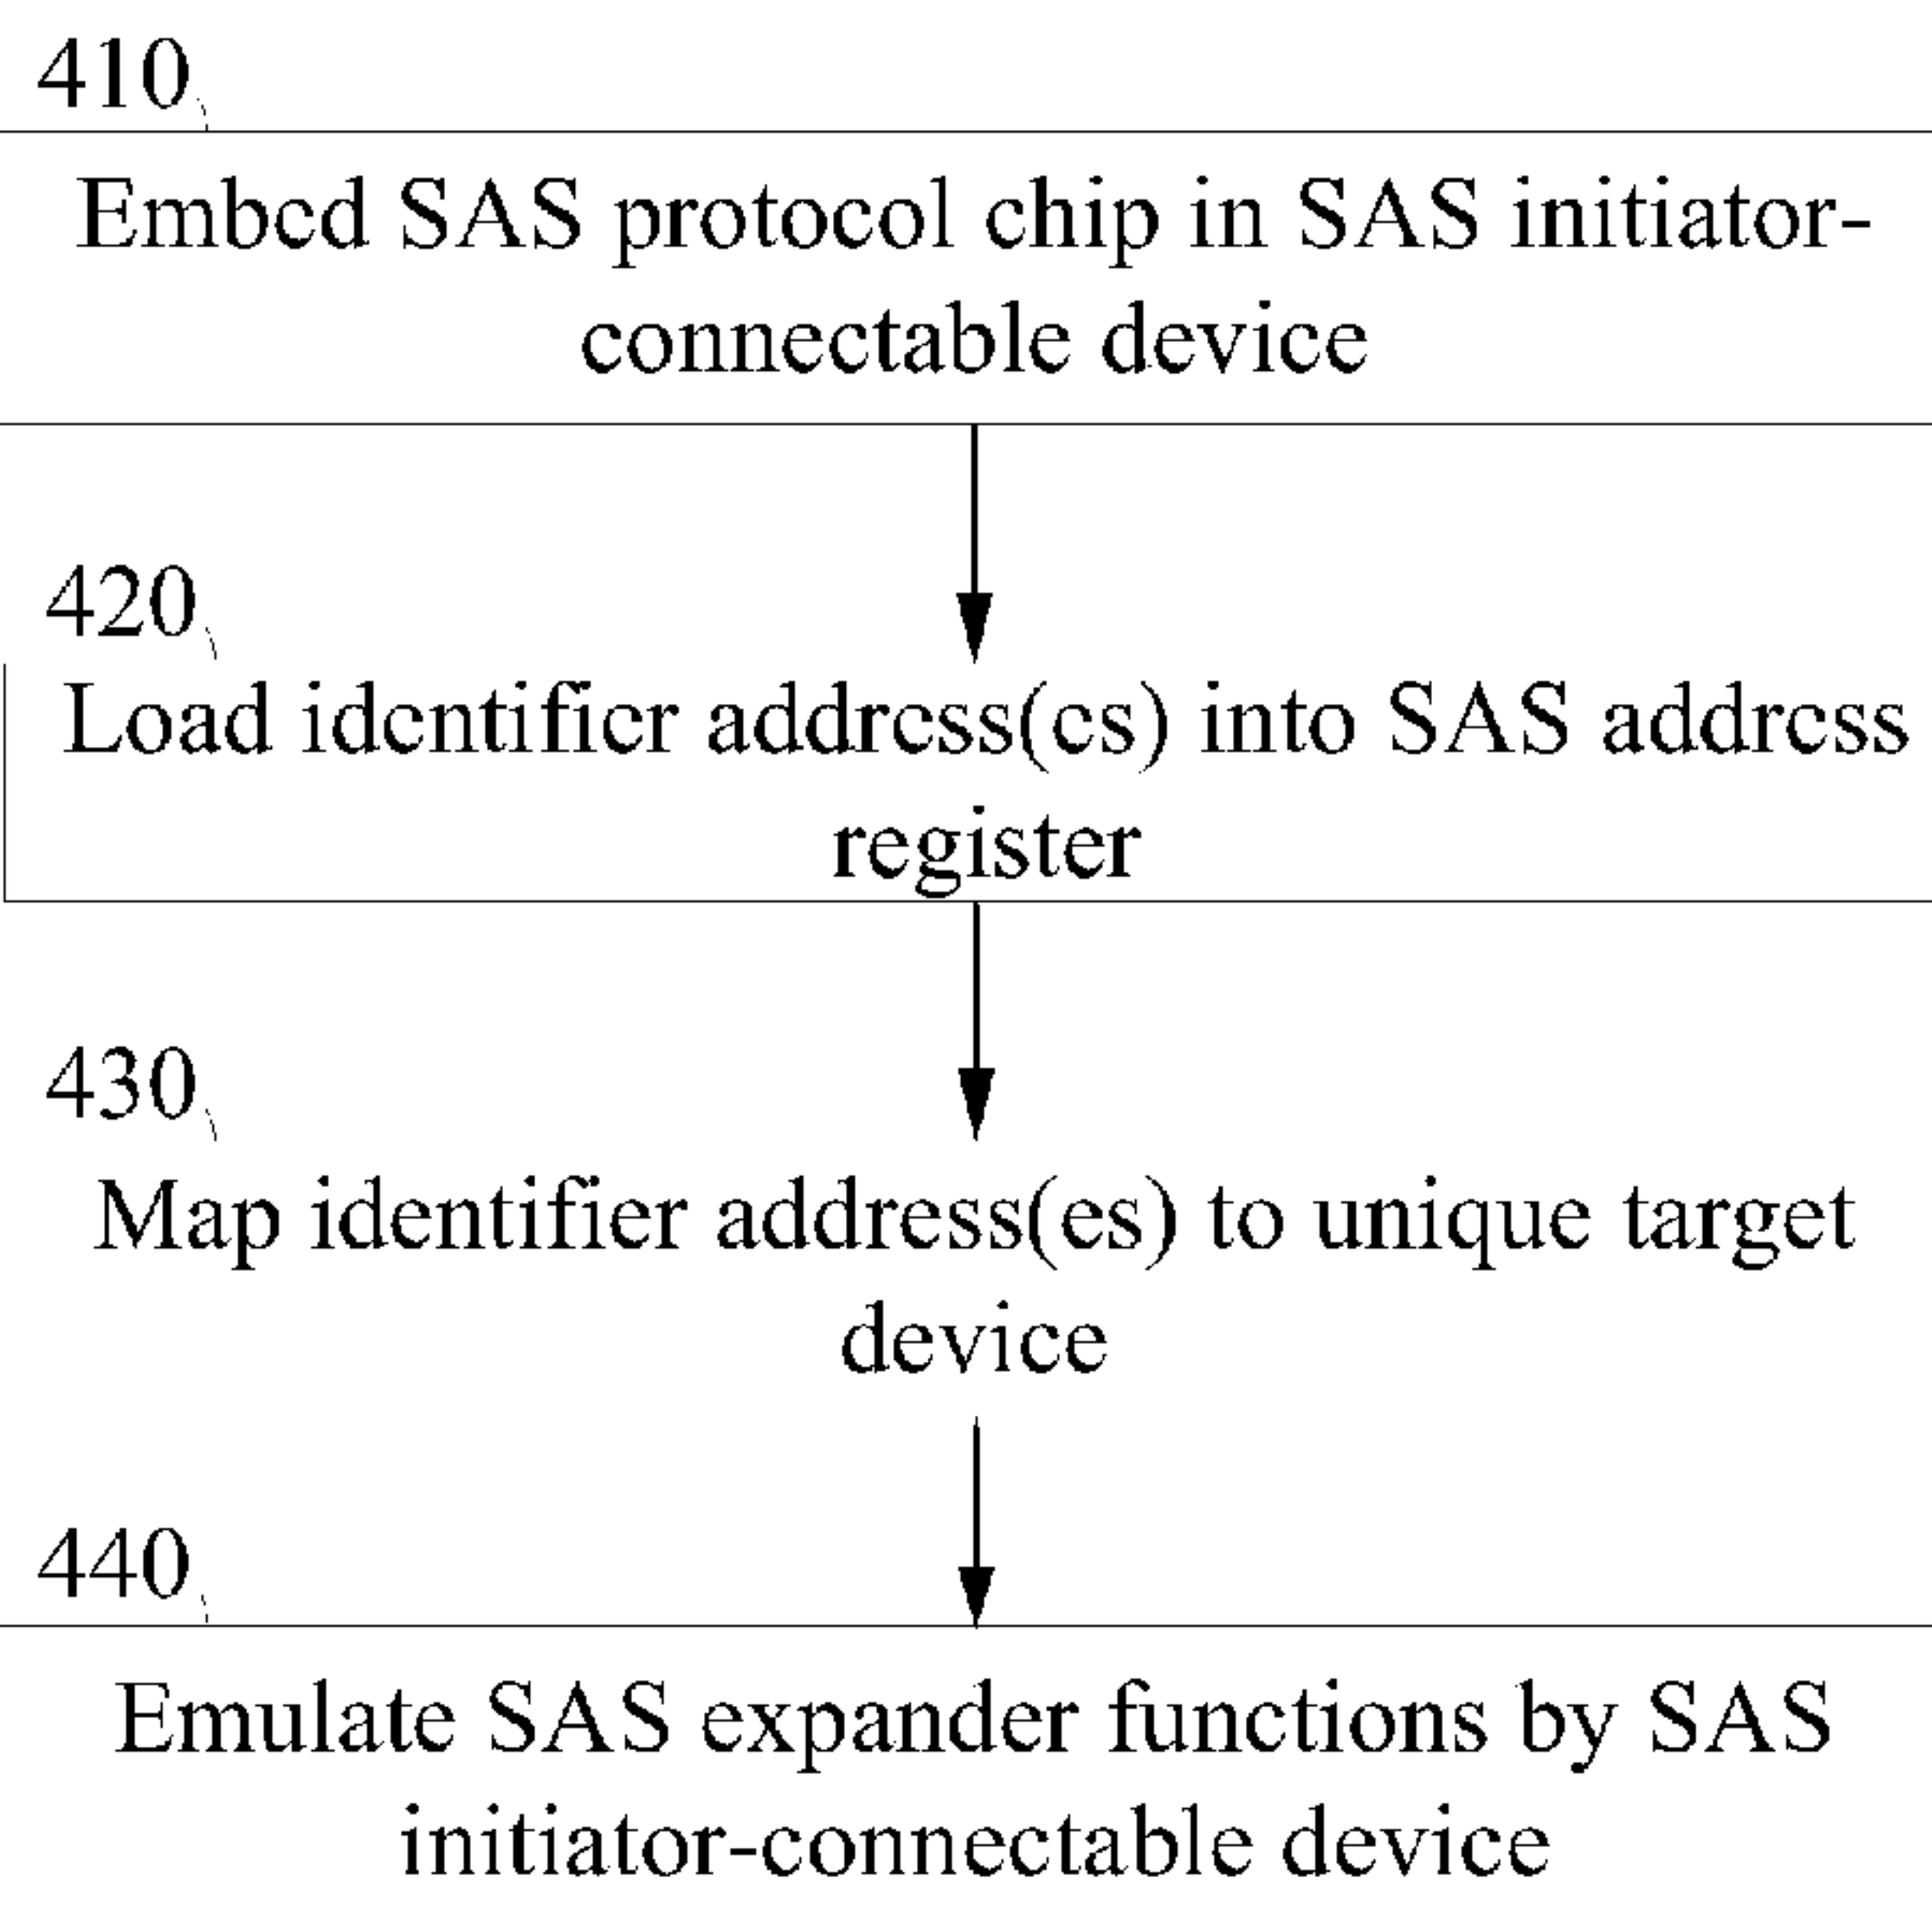 410
Embed SAS protocol chip in SAS initiator-
connectable device
420
Load identifier address(es) into SAS address
register
430
Map identifier address(es) to unique target
device
440
Emulate SAS expander functions by SAS
initiator-connectable device